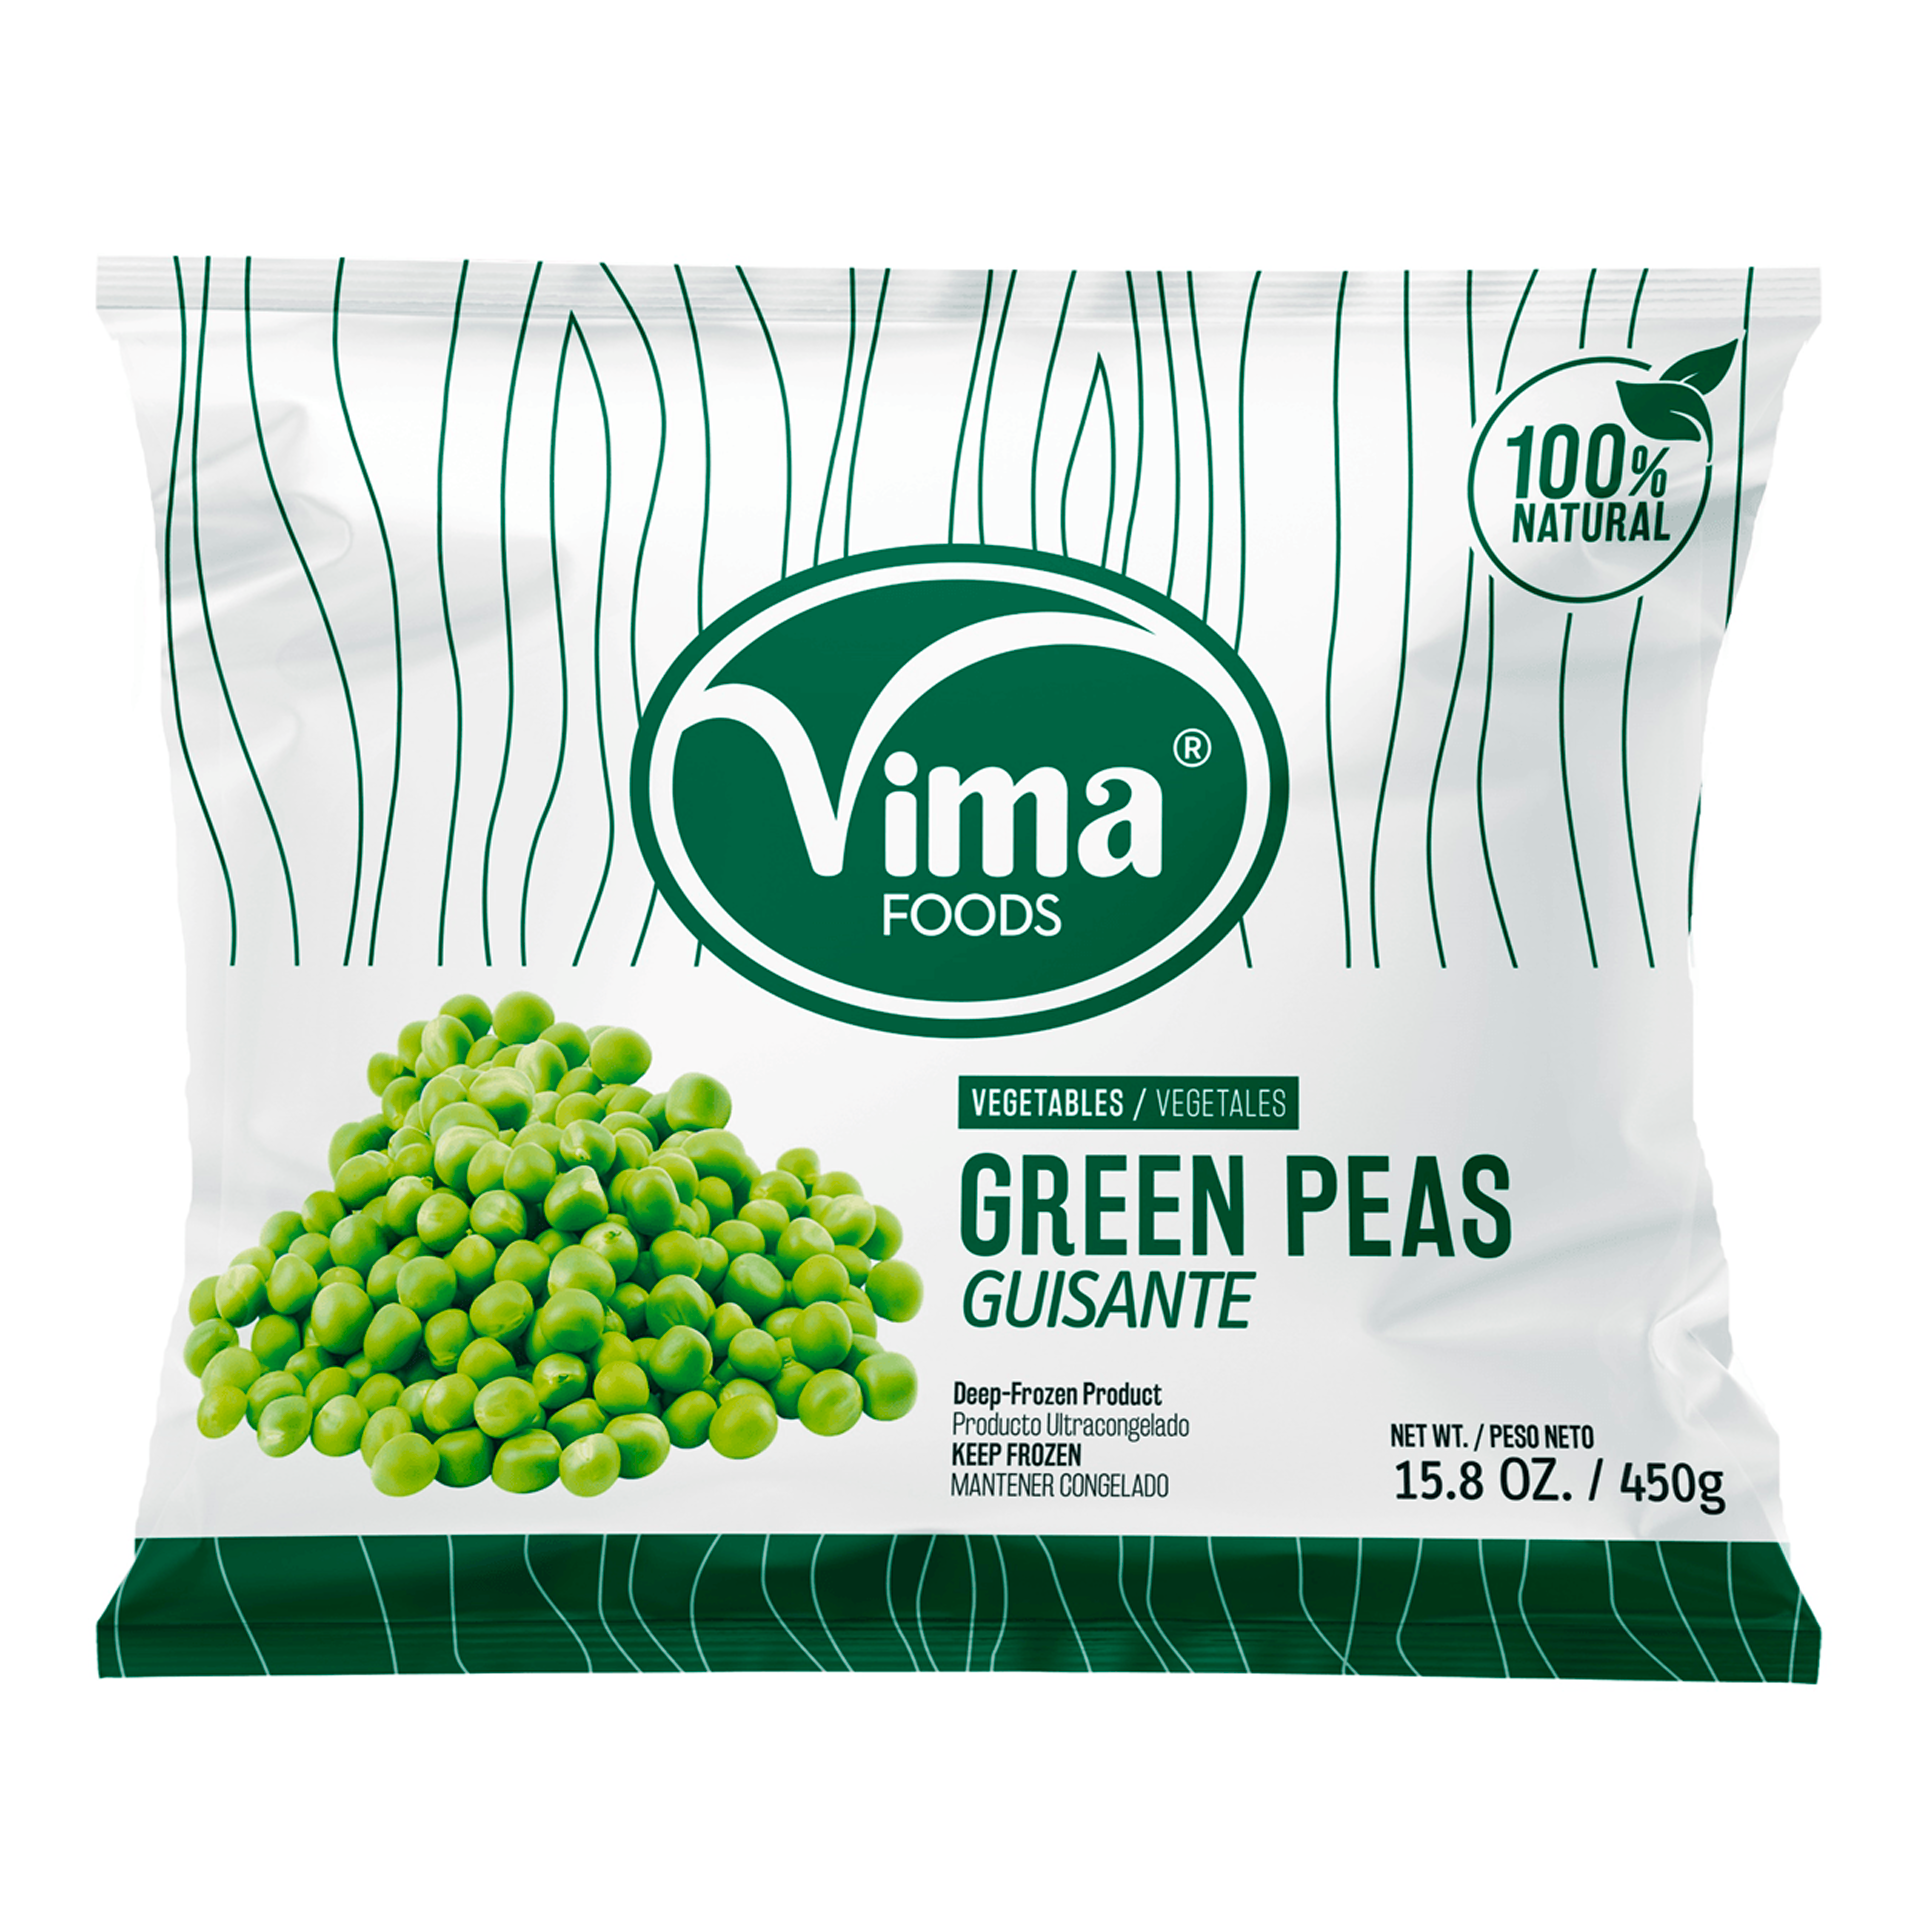 100%
NATURAL
Vima®
FOODS
VEGETABLES / VEGETALES
GREEN PEAS
GUISANTE
Deep-Frozen Product
Producto Ultracongelado
KEEP FROZEN
MANTENER CONGELADO
NET WT. / PESO NETO
15.8 OZ. / 450g